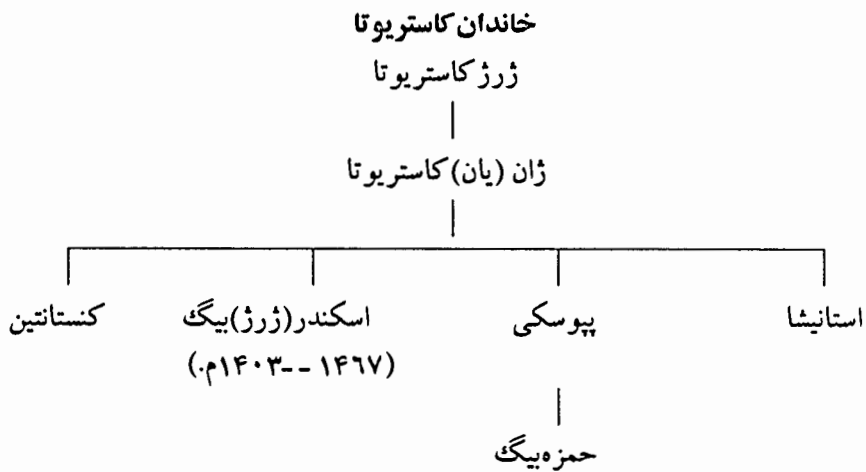 خاندان کاستریوتا
ژرژ کاستریوتا
ژان (یان) کاستریوتا
استانیشا
پپوسکی
اسکندر (ژرژ) بیگ
(۱۴۰۳ -- ۱۴۶۷م.)
کنستانتین
حمزه‌بیگ